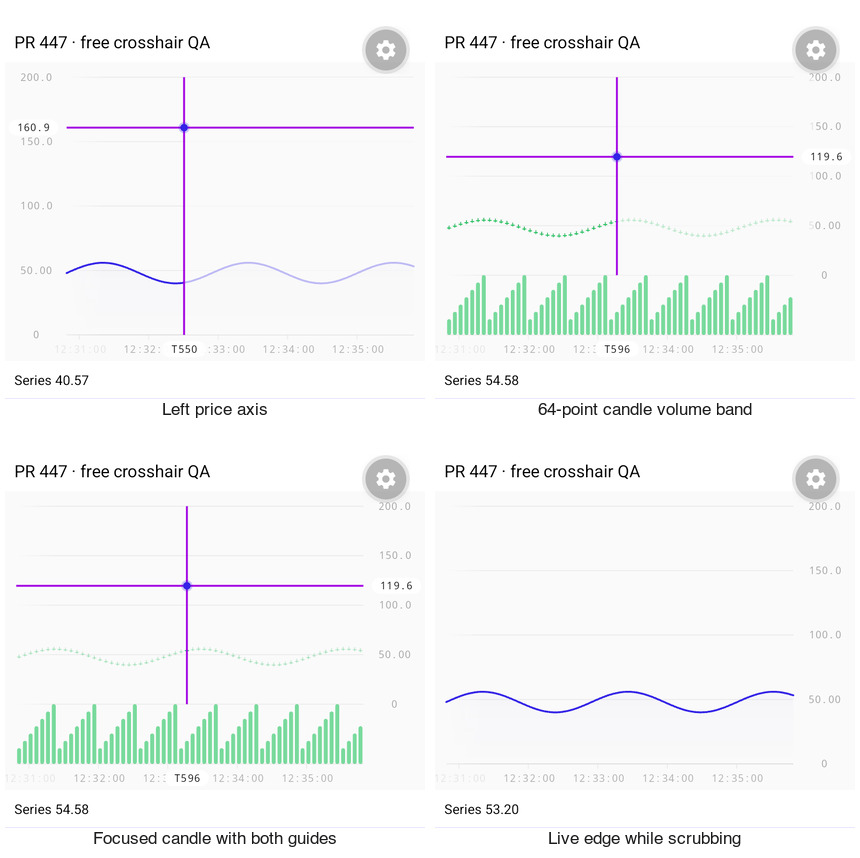 PR 447 · free crosshair QA
200.0
160.9
150.0
100.0
50.00
0
12:31:00 12:32: T550 :33:00 12:34:00 12:35:00
Series 40.57
Left price axis
PR 447 · free crosshair QA
200.0
150.0
119.6
100.0
50.00
0
12:31:00 12:32:00 12: T596 12:34:00 12:35:00
Series 54.58
64-point candle volume band
PR 447 · free crosshair QA
200.0
150.0
119.6
100.0
50.00
0
12:31:00 12:32:00 12: T596 12:34:00 12:35:00
Series 54.58
Focused candle with both guides
PR 447 · free crosshair QA
200.0
150.0
100.0
50.00
0
12:31:00 12:32:00 12:33:00 12:34:00 12:35:00
Series 53.20
Live edge while scrubbing